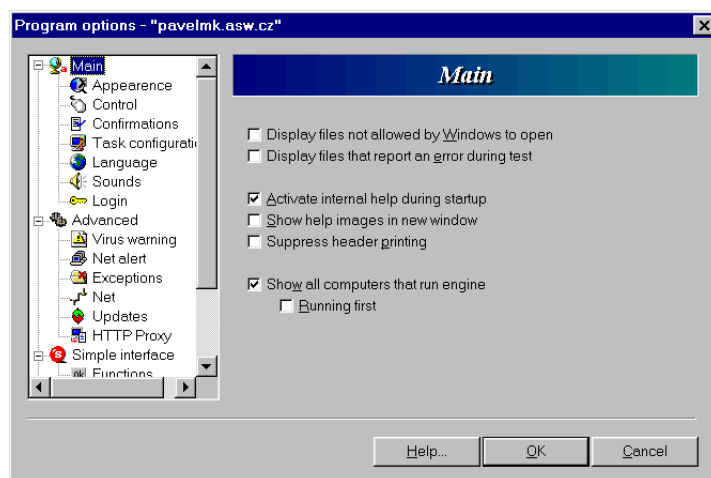 Program options - "pavelmk.asw.cz"
Main
Appearence
Control
Confirmations
Task configurati
Language
Sounds
Login
Advanced
Virus warning
Net alert
Exceptions
Net
Updates
HTTP Proxy
Simple interface
Functions
Main
Display files not allowed by Windows to open
Display files that report an error during test
Activate internal help during startup
Show help images in new window
Suppress header printing
Show all computers that run engine
Running first
Help...
OK
Cancel